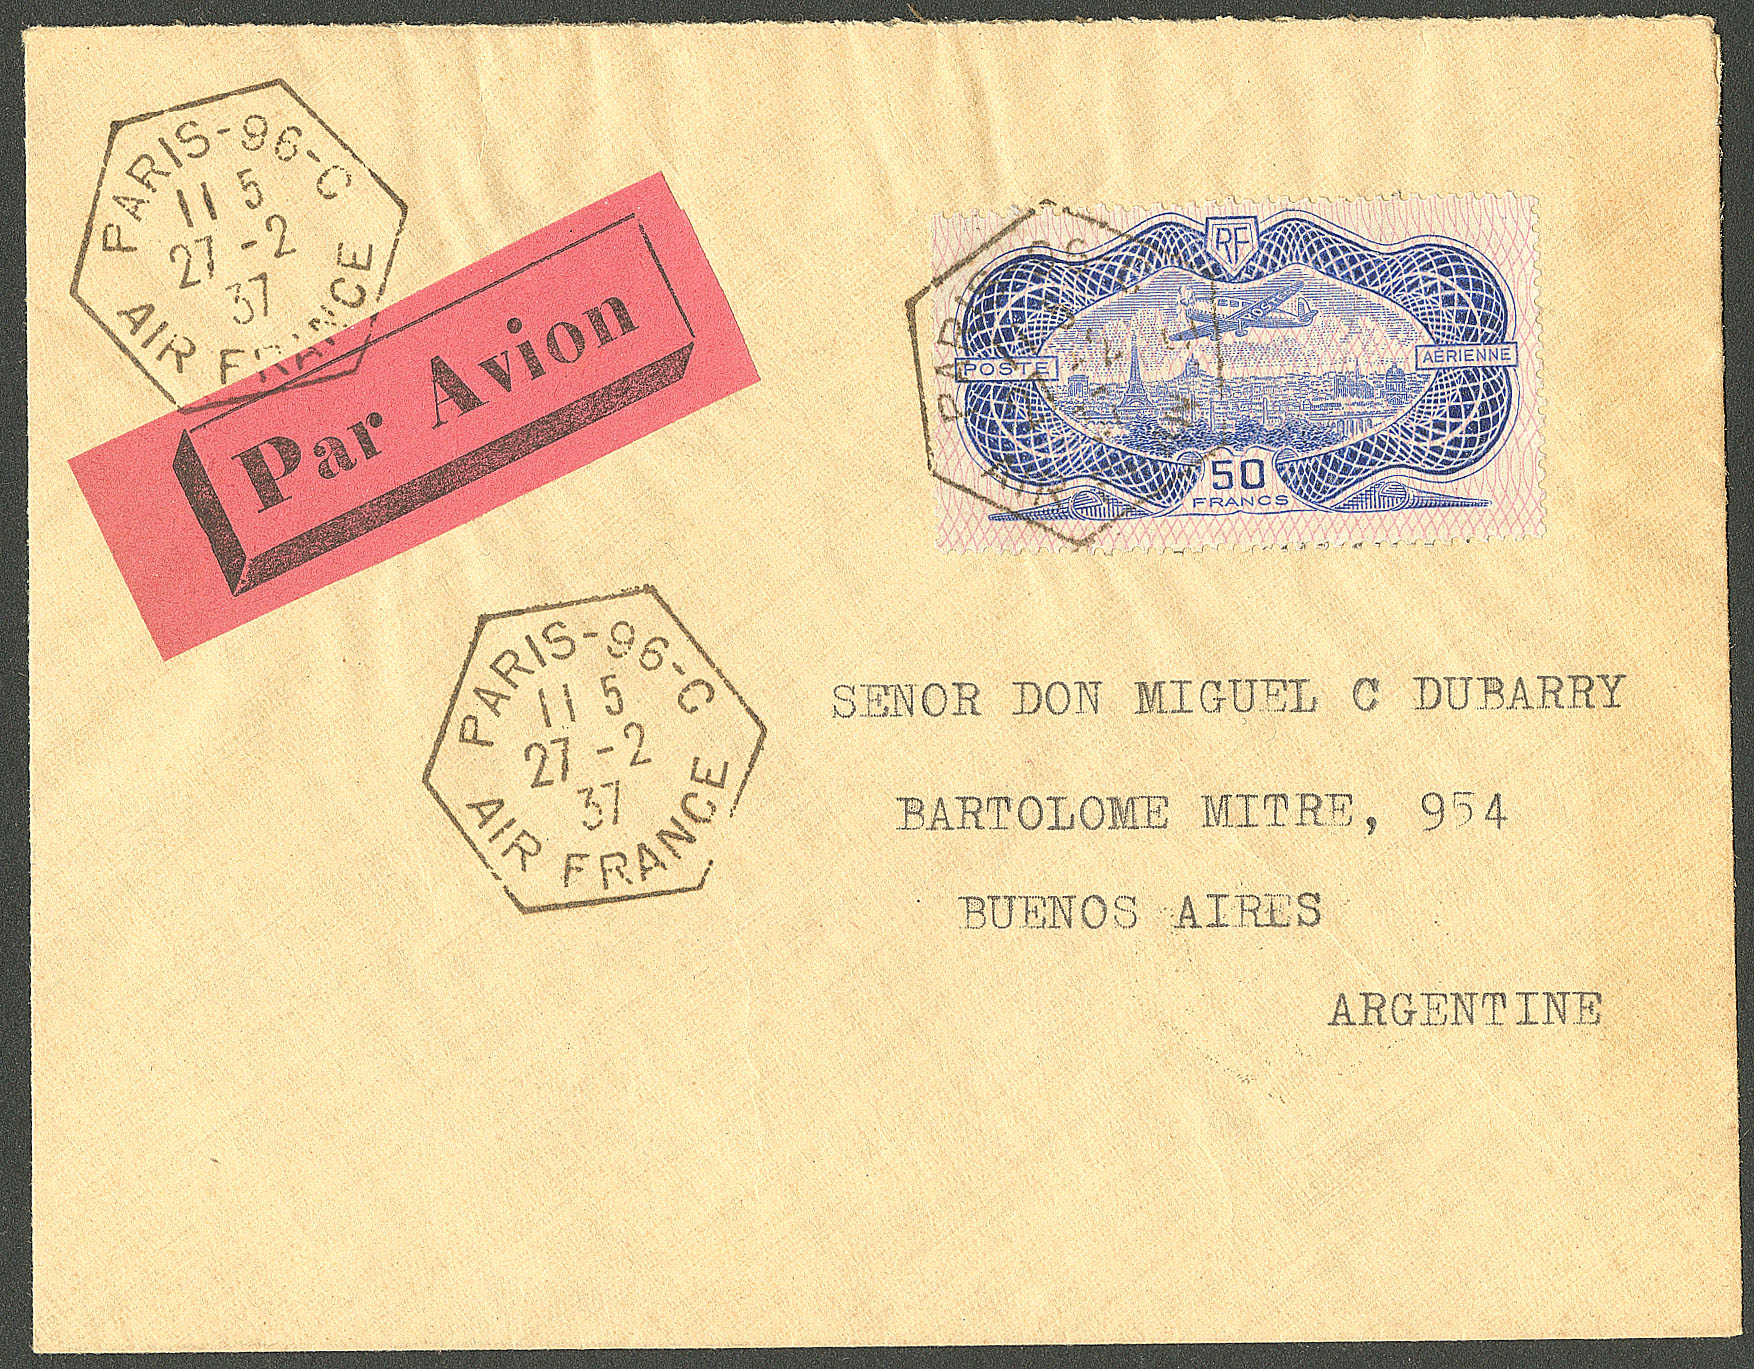 PARIS-96-C
11 5
27 -2
37
AIR FRANCE
Par Avion
RF
POSTE
AÉRIENNE
50
FRANCS
PARIS-96-C
11 5
27 -2
37
AIR FRANCE
SENOR DON MIGUEL C DUBARRY
BARTOLOME MITRE, 954
BUENOS AIRES
ARGENTINE